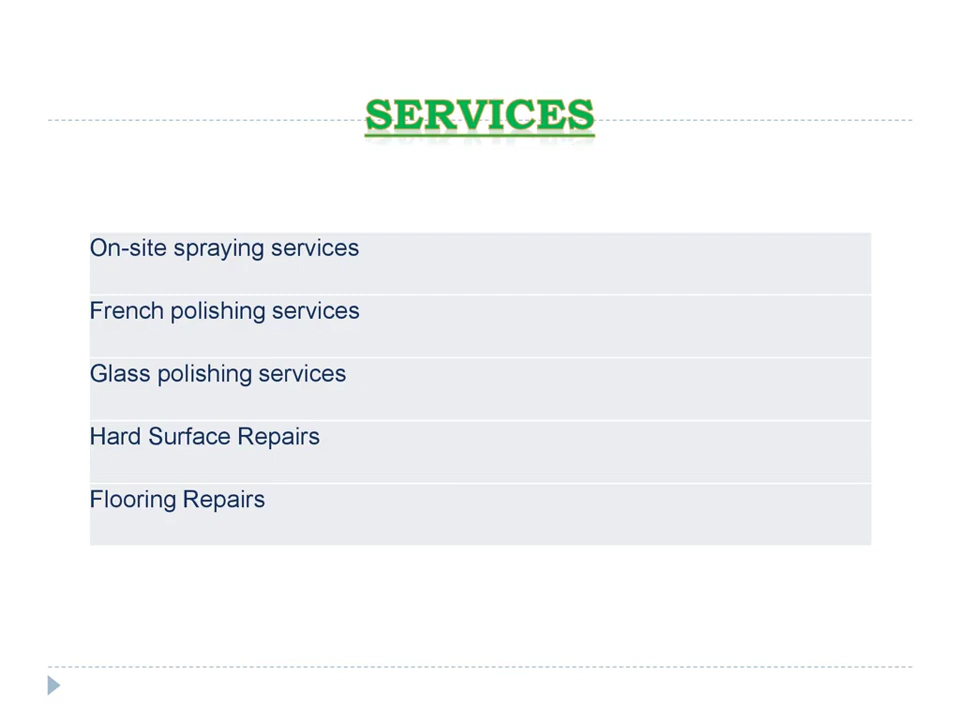 SERVICES
On-site spraying services
French polishing services
Glass polishing services
Hard Surface Repairs
Flooring Repairs